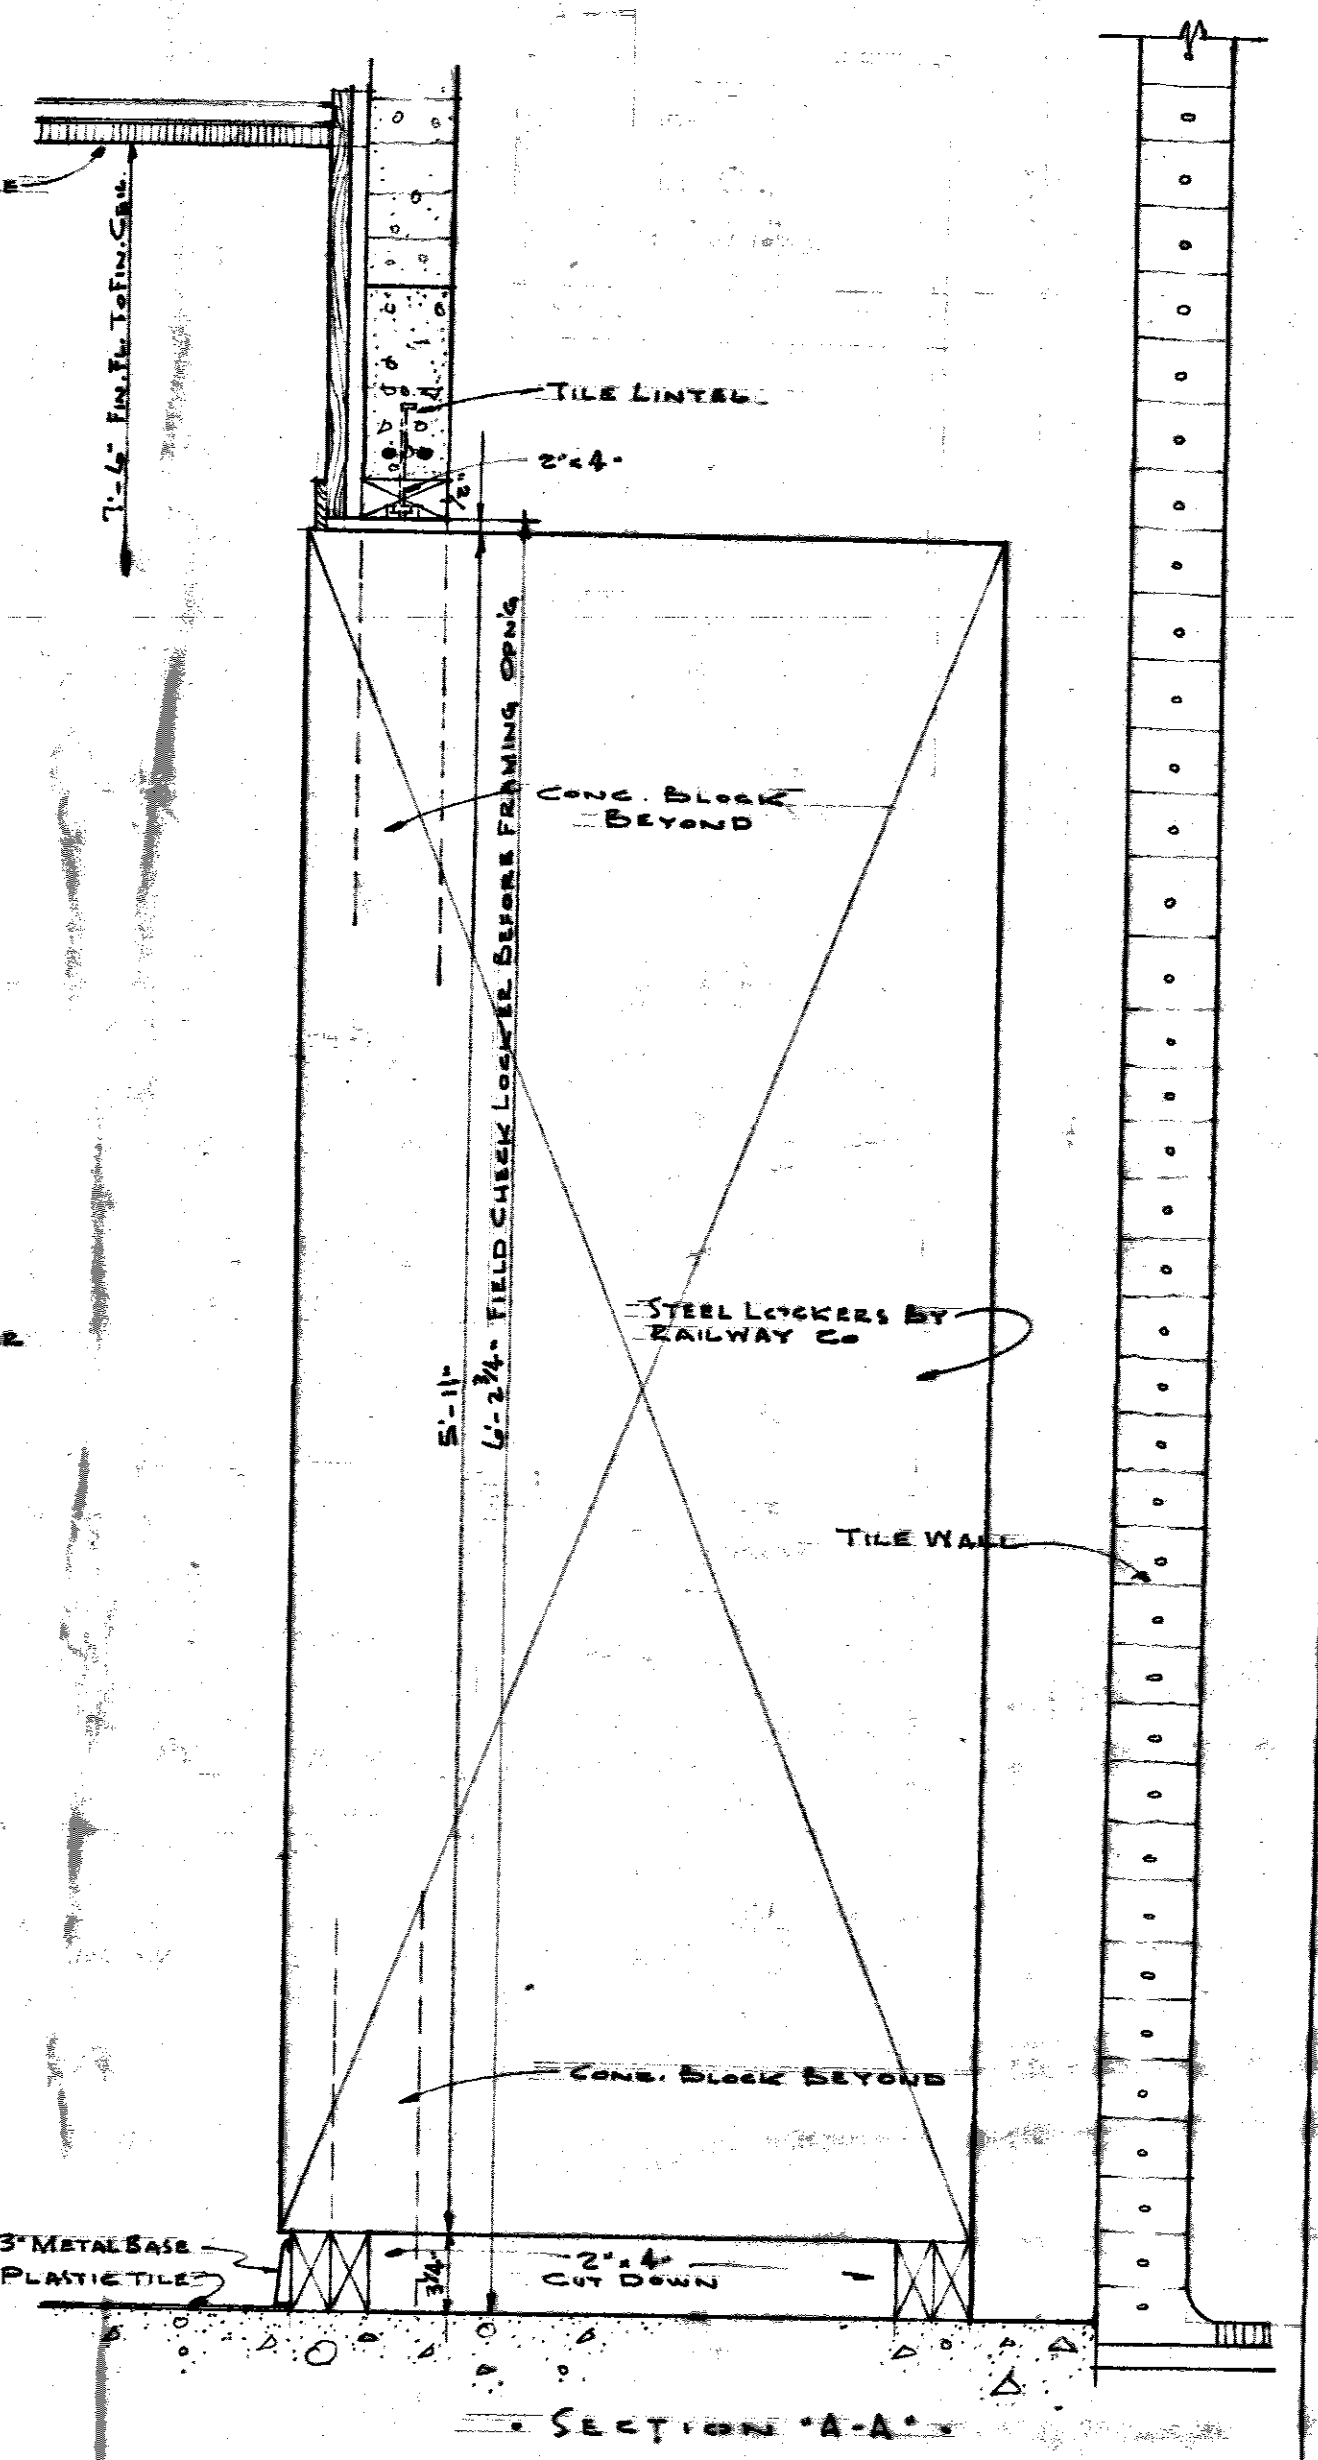 7'-6" FIN. FL. TO FIN. CEIL.
TILE LINTEL
2"x4"
1/2"
CONC. BLOCK
BEYOND
5'-11"
6'-2 3/4" FIELD CHECK LOCKER BEFORE FRAMING OPN'G
STEEL LOCKERS BY
RAILWAY CO
TILE WALL
CONC. BLOCK BEYOND
3" METAL BASE
PLASTIC TILE
3 1/4"
2"x4"
CUT DOWN
SECTION "A-A"